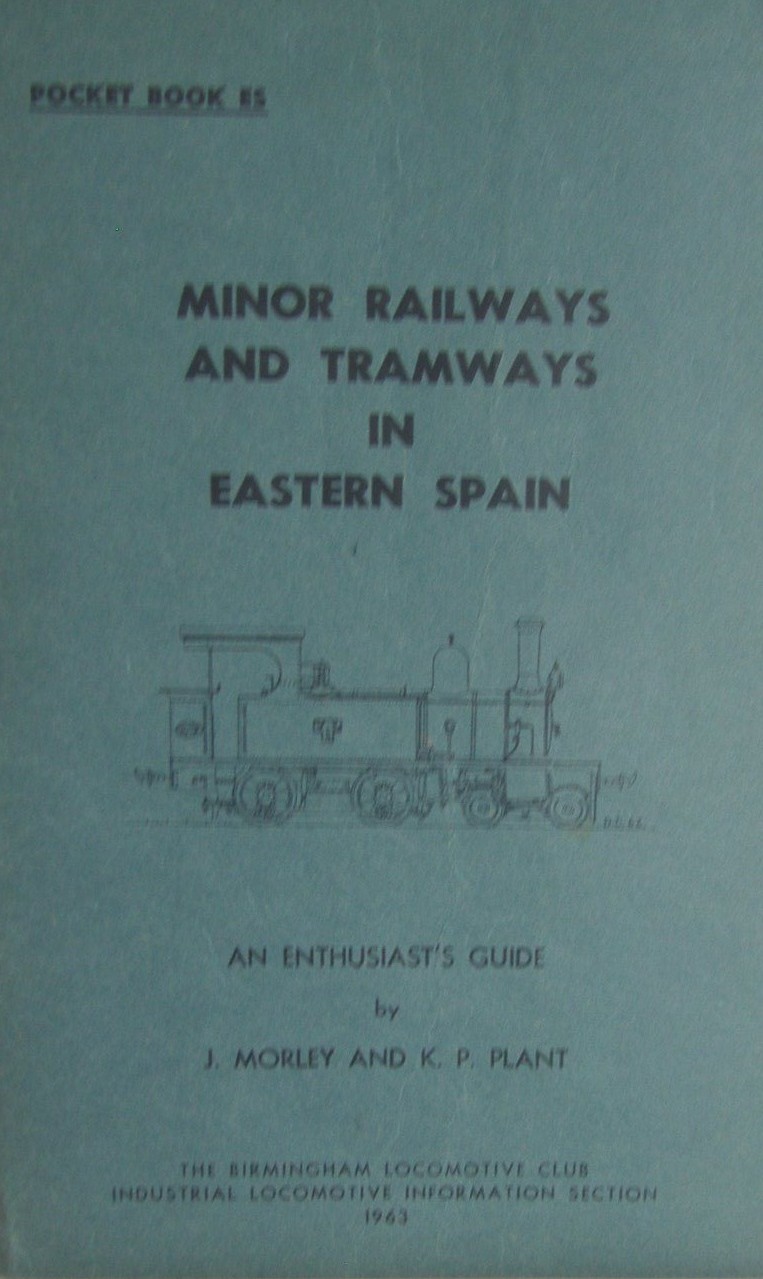 POCKET BOOK ES
MINOR RAILWAYS
AND TRAMWAYS
IN
EASTERN SPAIN
AN ENTHUSIAST'S GUIDE
by
J. MORLEY AND K. P. PLANT
THE BIRMINGHAM LOCOMOTIVE CLUB
INDUSTRIAL LOCOMOTIVE INFORMATION SECTION
1963